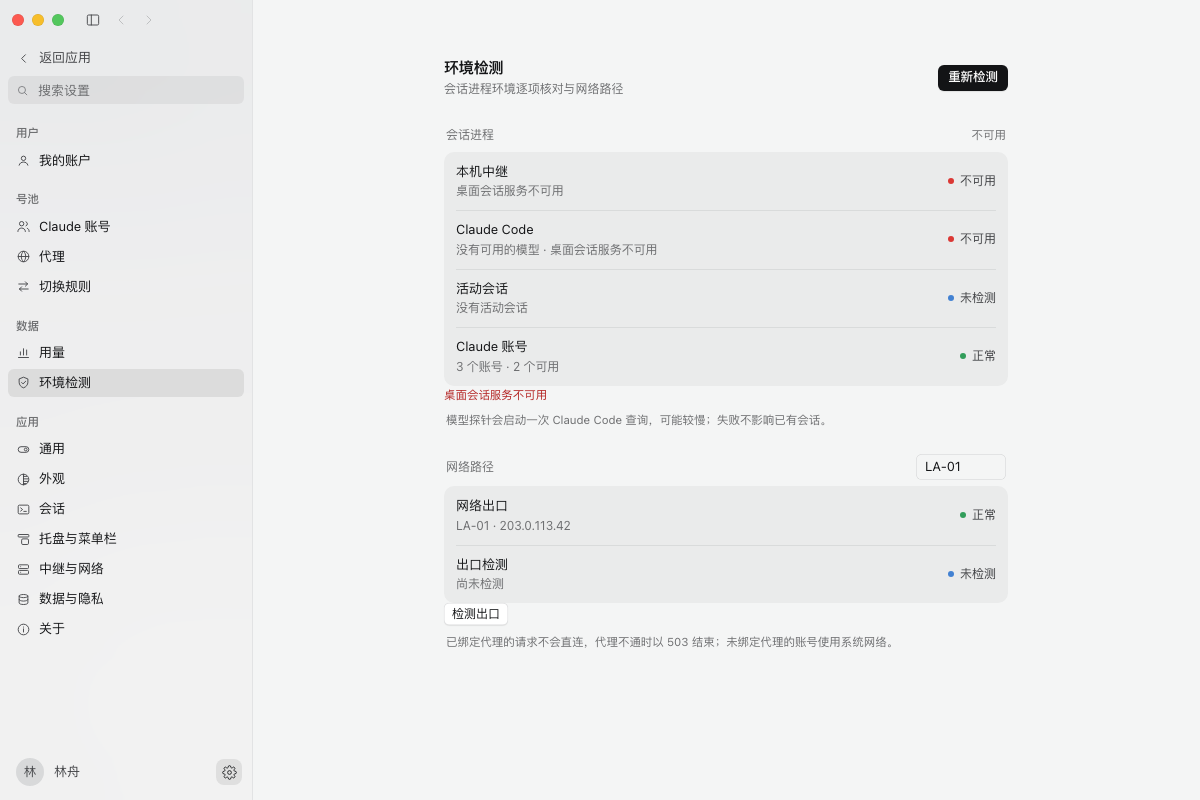 返回应用
搜索设置
用户
我的账户
号池
Claude 账号
代理
切换规则
数据
用量
环境检测
应用
通用
外观
会话
托盘与菜单栏
中继与网络
数据与隐私
关于
林 林舟
环境检测
会话进程环境逐项核对与网络路径
重新检测
会话进程 不可用
本机中继
桌面会话服务不可用
不可用
Claude Code
没有可用的模型 · 桌面会话服务不可用
不可用
活动会话
没有活动会话
未检测
Claude 账号
3 个账号 · 2 个可用
正常
桌面会话服务不可用
模型探针会启动一次 Claude Code 查询，可能较慢；失败不影响已有会话。
网络路径 LA-01
网络出口
LA-01 · 203.0.113.42
正常
出口检测
尚未检测
未检测
检测出口
已绑定代理的请求不会直连，代理不通时以 503 结束；未绑定代理的账号使用系统网络。